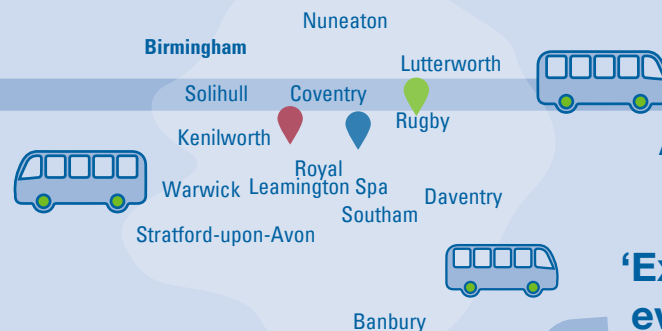 Nuneaton
Birmingham
Lutterworth
Solihull
Coventry
Rugby
Kenilworth
Royal
Leamington Spa
Warwick
Daventry
Southam
Stratford-upon-Avon
Banbury